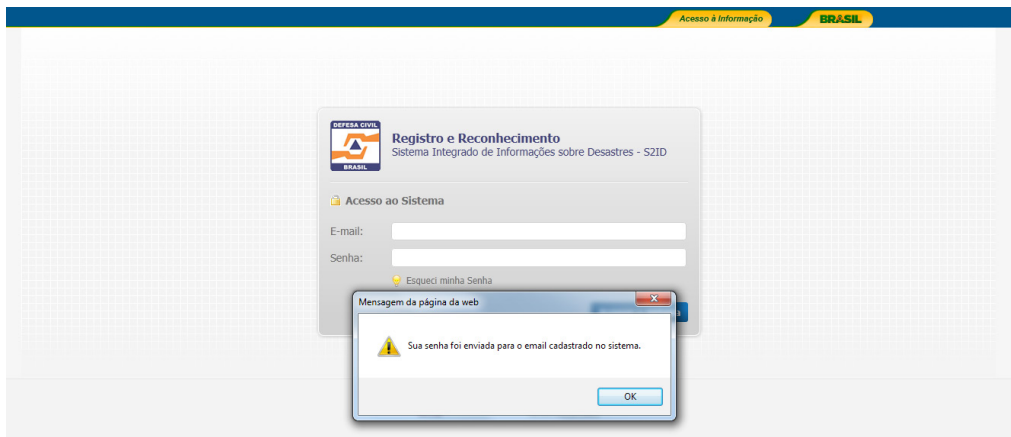 Acesso à Informação
BRASIL
DEFESA CIVIL
BRASIL
Registro e Reconhecimento
Sistema Integrado de Informações sobre Desastres - S2ID
Acesso ao Sistema
E-mail:
Senha:
Esqueci minha Senha
Mensagem da página da web
Sua senha foi enviada para o email cadastrado no sistema.
OK